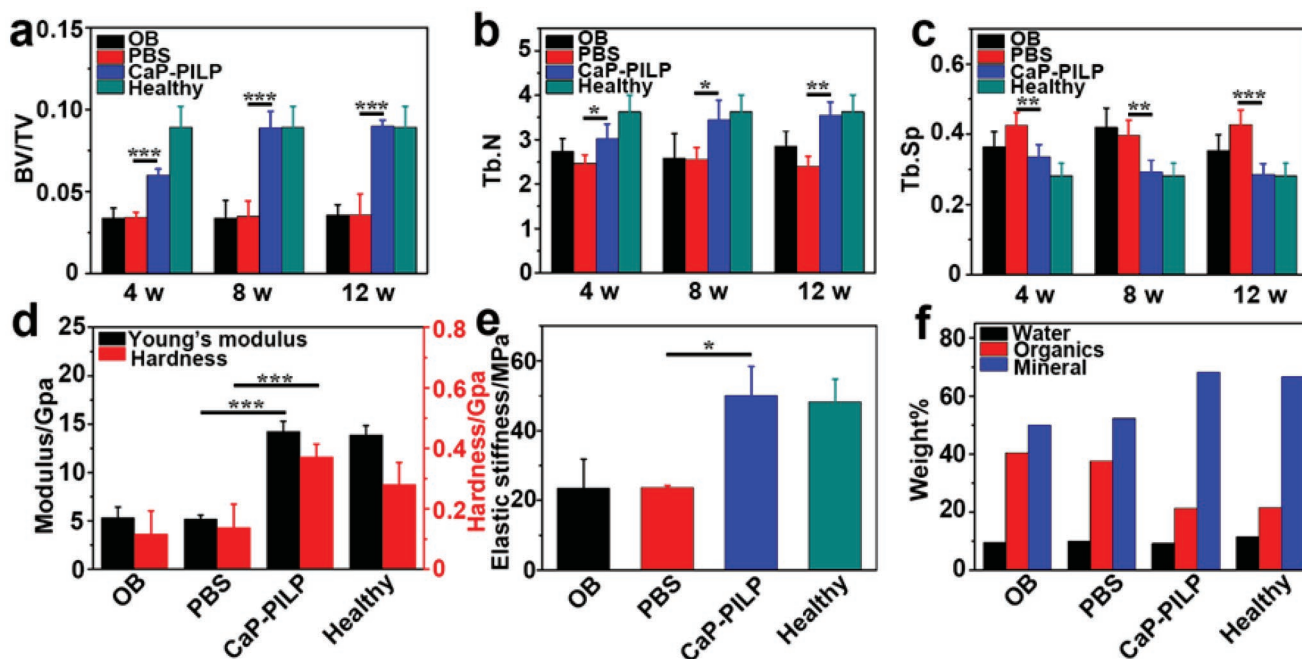 a
0.15
0.10
0.05
0
BV/TV
OB
PBS
CaP-PILP
Healthy
***
***
***
4 w
8 w
12 w
b
5
4
3
2
1
0
Tb.N
OB
PBS
CaP-PILP
Healthy
*
*
**
4 w
8 w
12 w
c
0.6
0.4
0.2
0
Tb.Sp
OB
PBS
CaP-PILP
Healthy
**
**
***
4 w
8 w
12 w
d
25
20
15
10
5
0
Modulus/Gpa
Young's modulus
Hardness
***
***
0.8
0.6
0.4
0.2
0
Hardness/Gpa
OB
PBS
CaP-PILP
Healthy
e
60
40
20
0
Elastic stiffness/MPa
*
OB
PBS
CaP-PILP
Healthy
f
80
60
40
20
0
Weight%
Water
Organics
Mineral
OB
PBS
CaP-PILP
Healthy